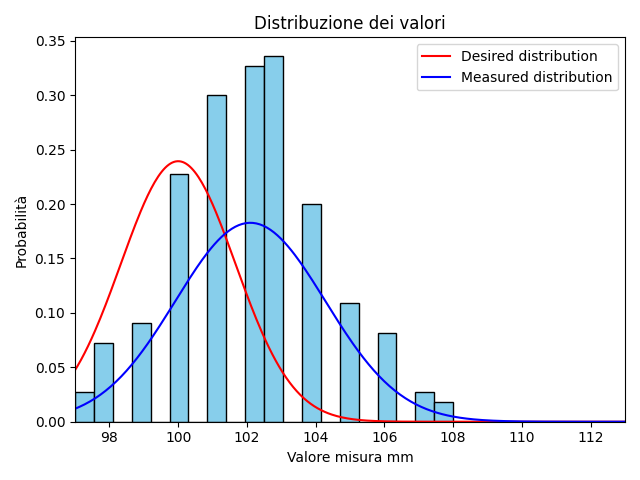 Distribuzione dei valori
Desired distribution
Measured distribution
Probabilità
0.35
0.30
0.25
0.20
0.15
0.10
0.05
0.00
98 100 102 104 106 108 110 112
Valore misura mm